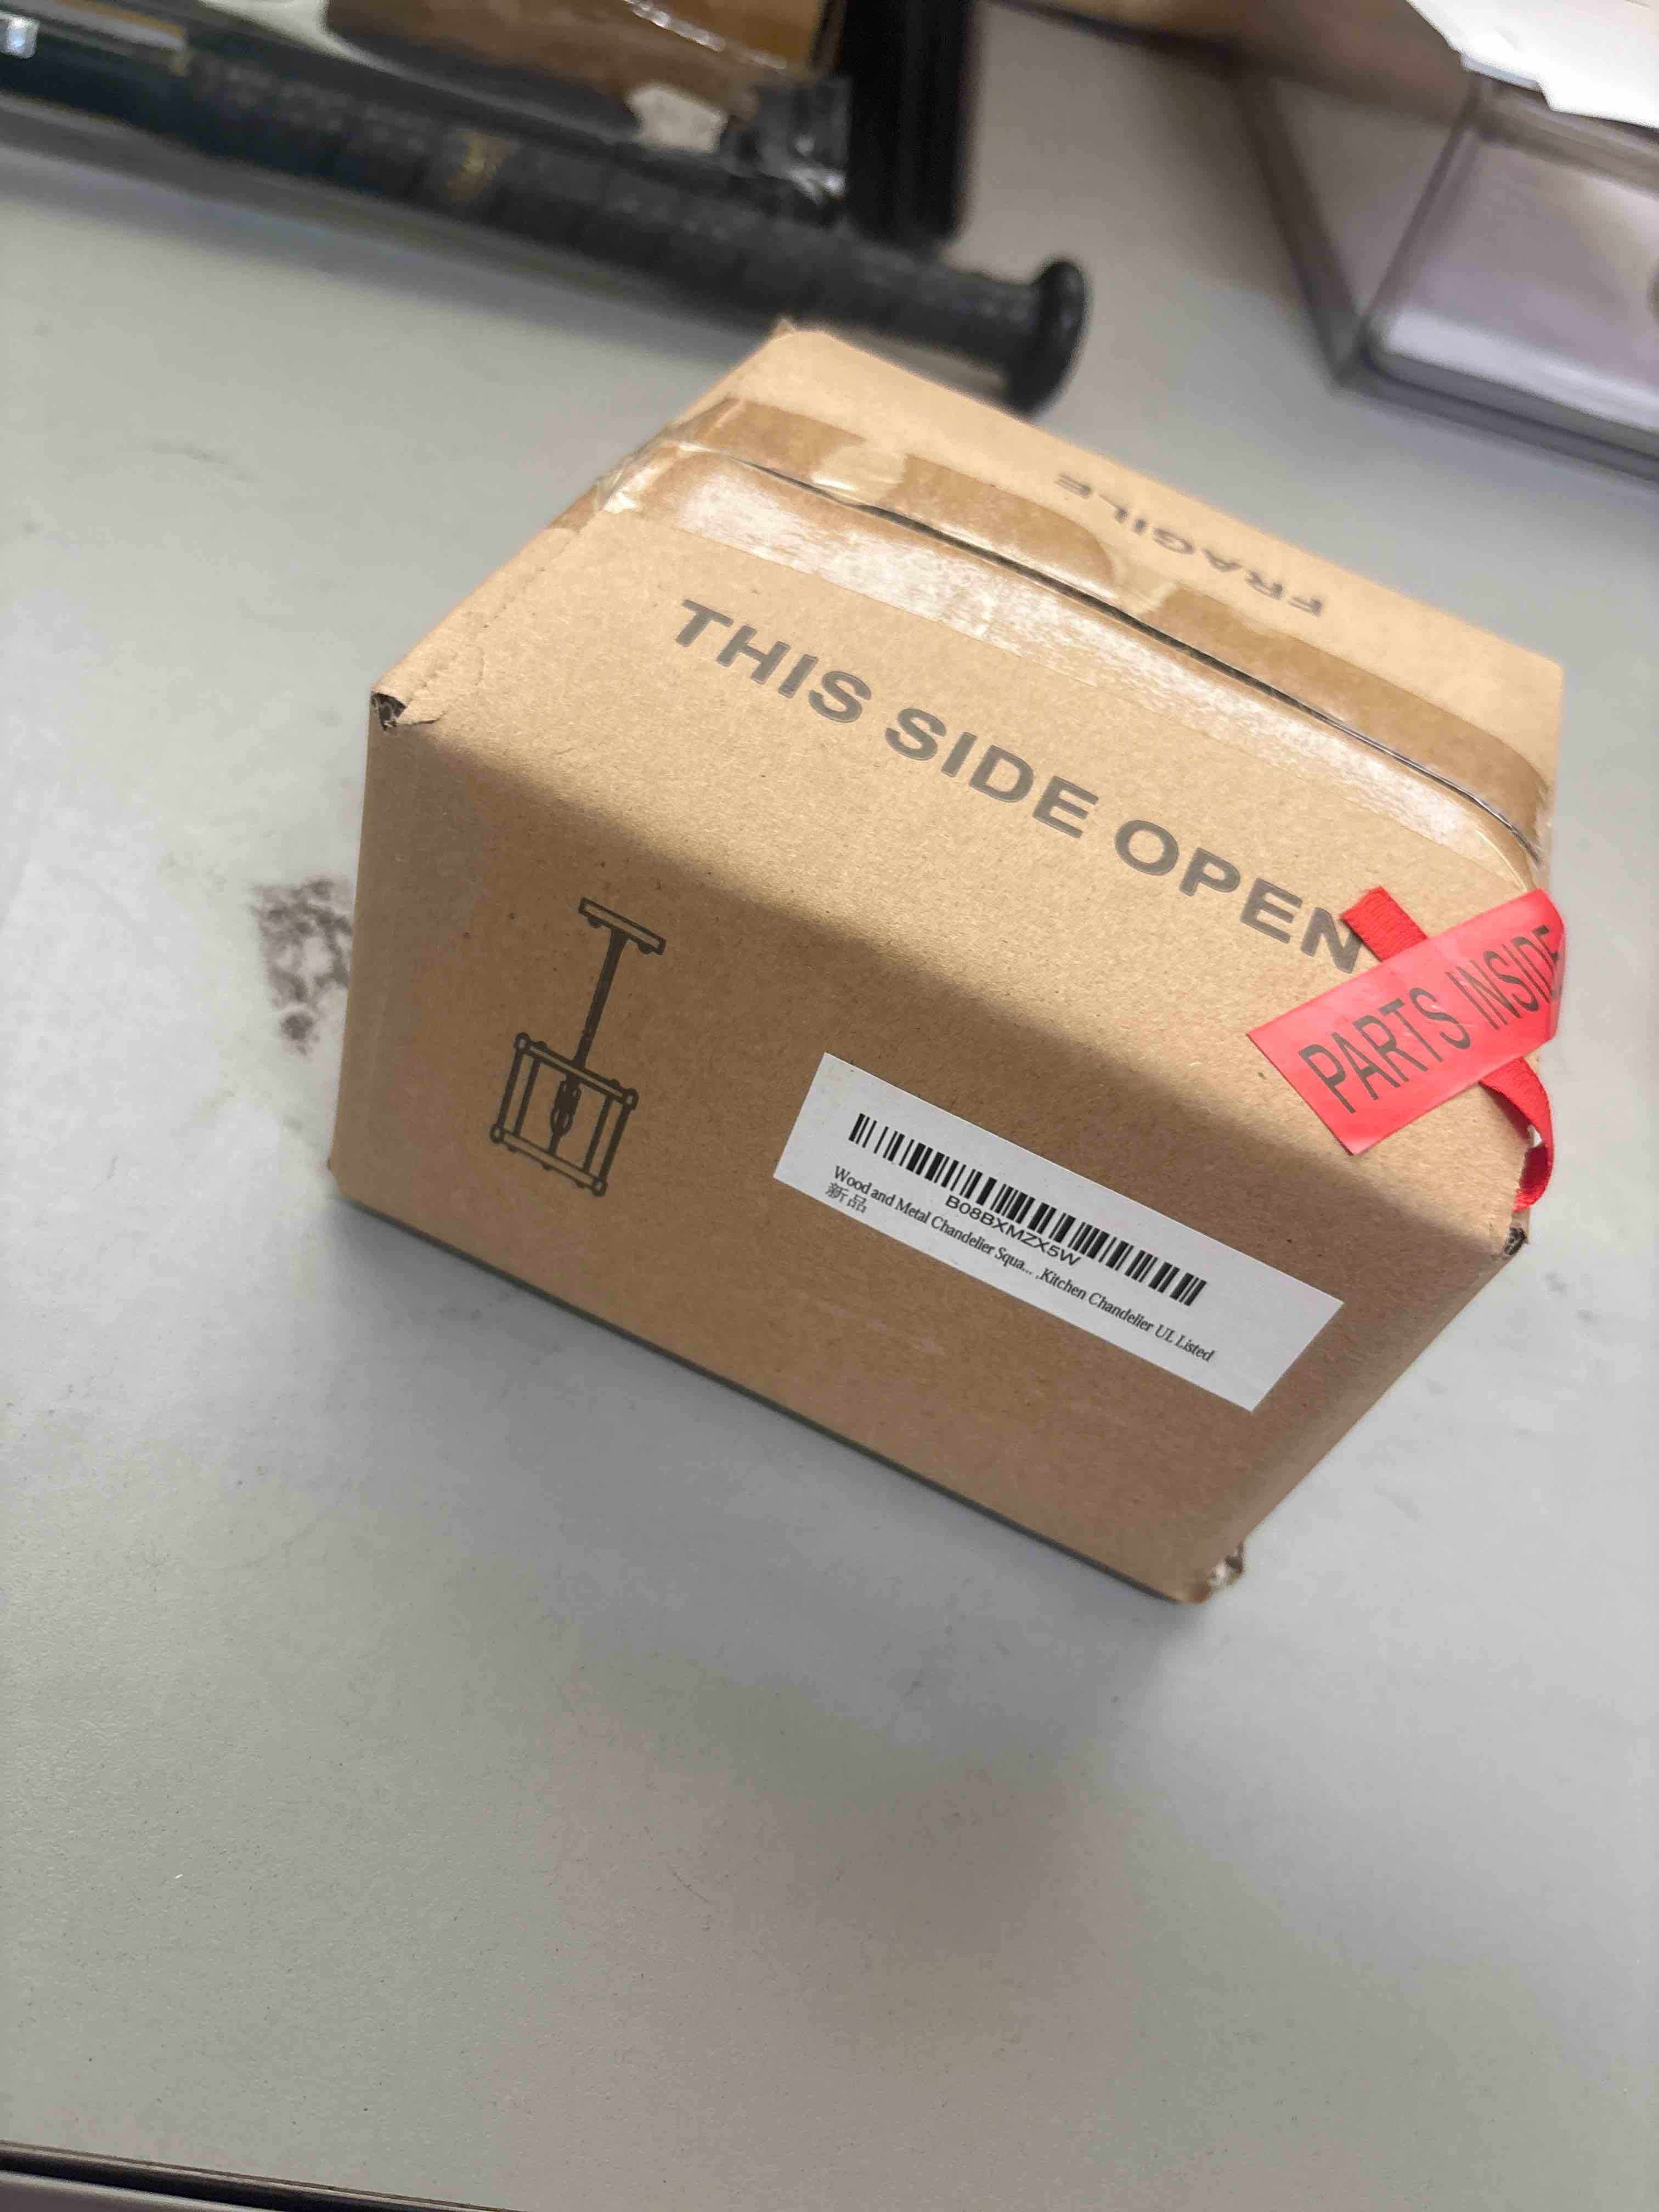 FRAGILE
THIS SIDE OPEN
PARTS INSIDE
B08BXMZX5W
Wood and Metal Chandelier Squa... ,Kitchen Chandelier UL Listed
新品